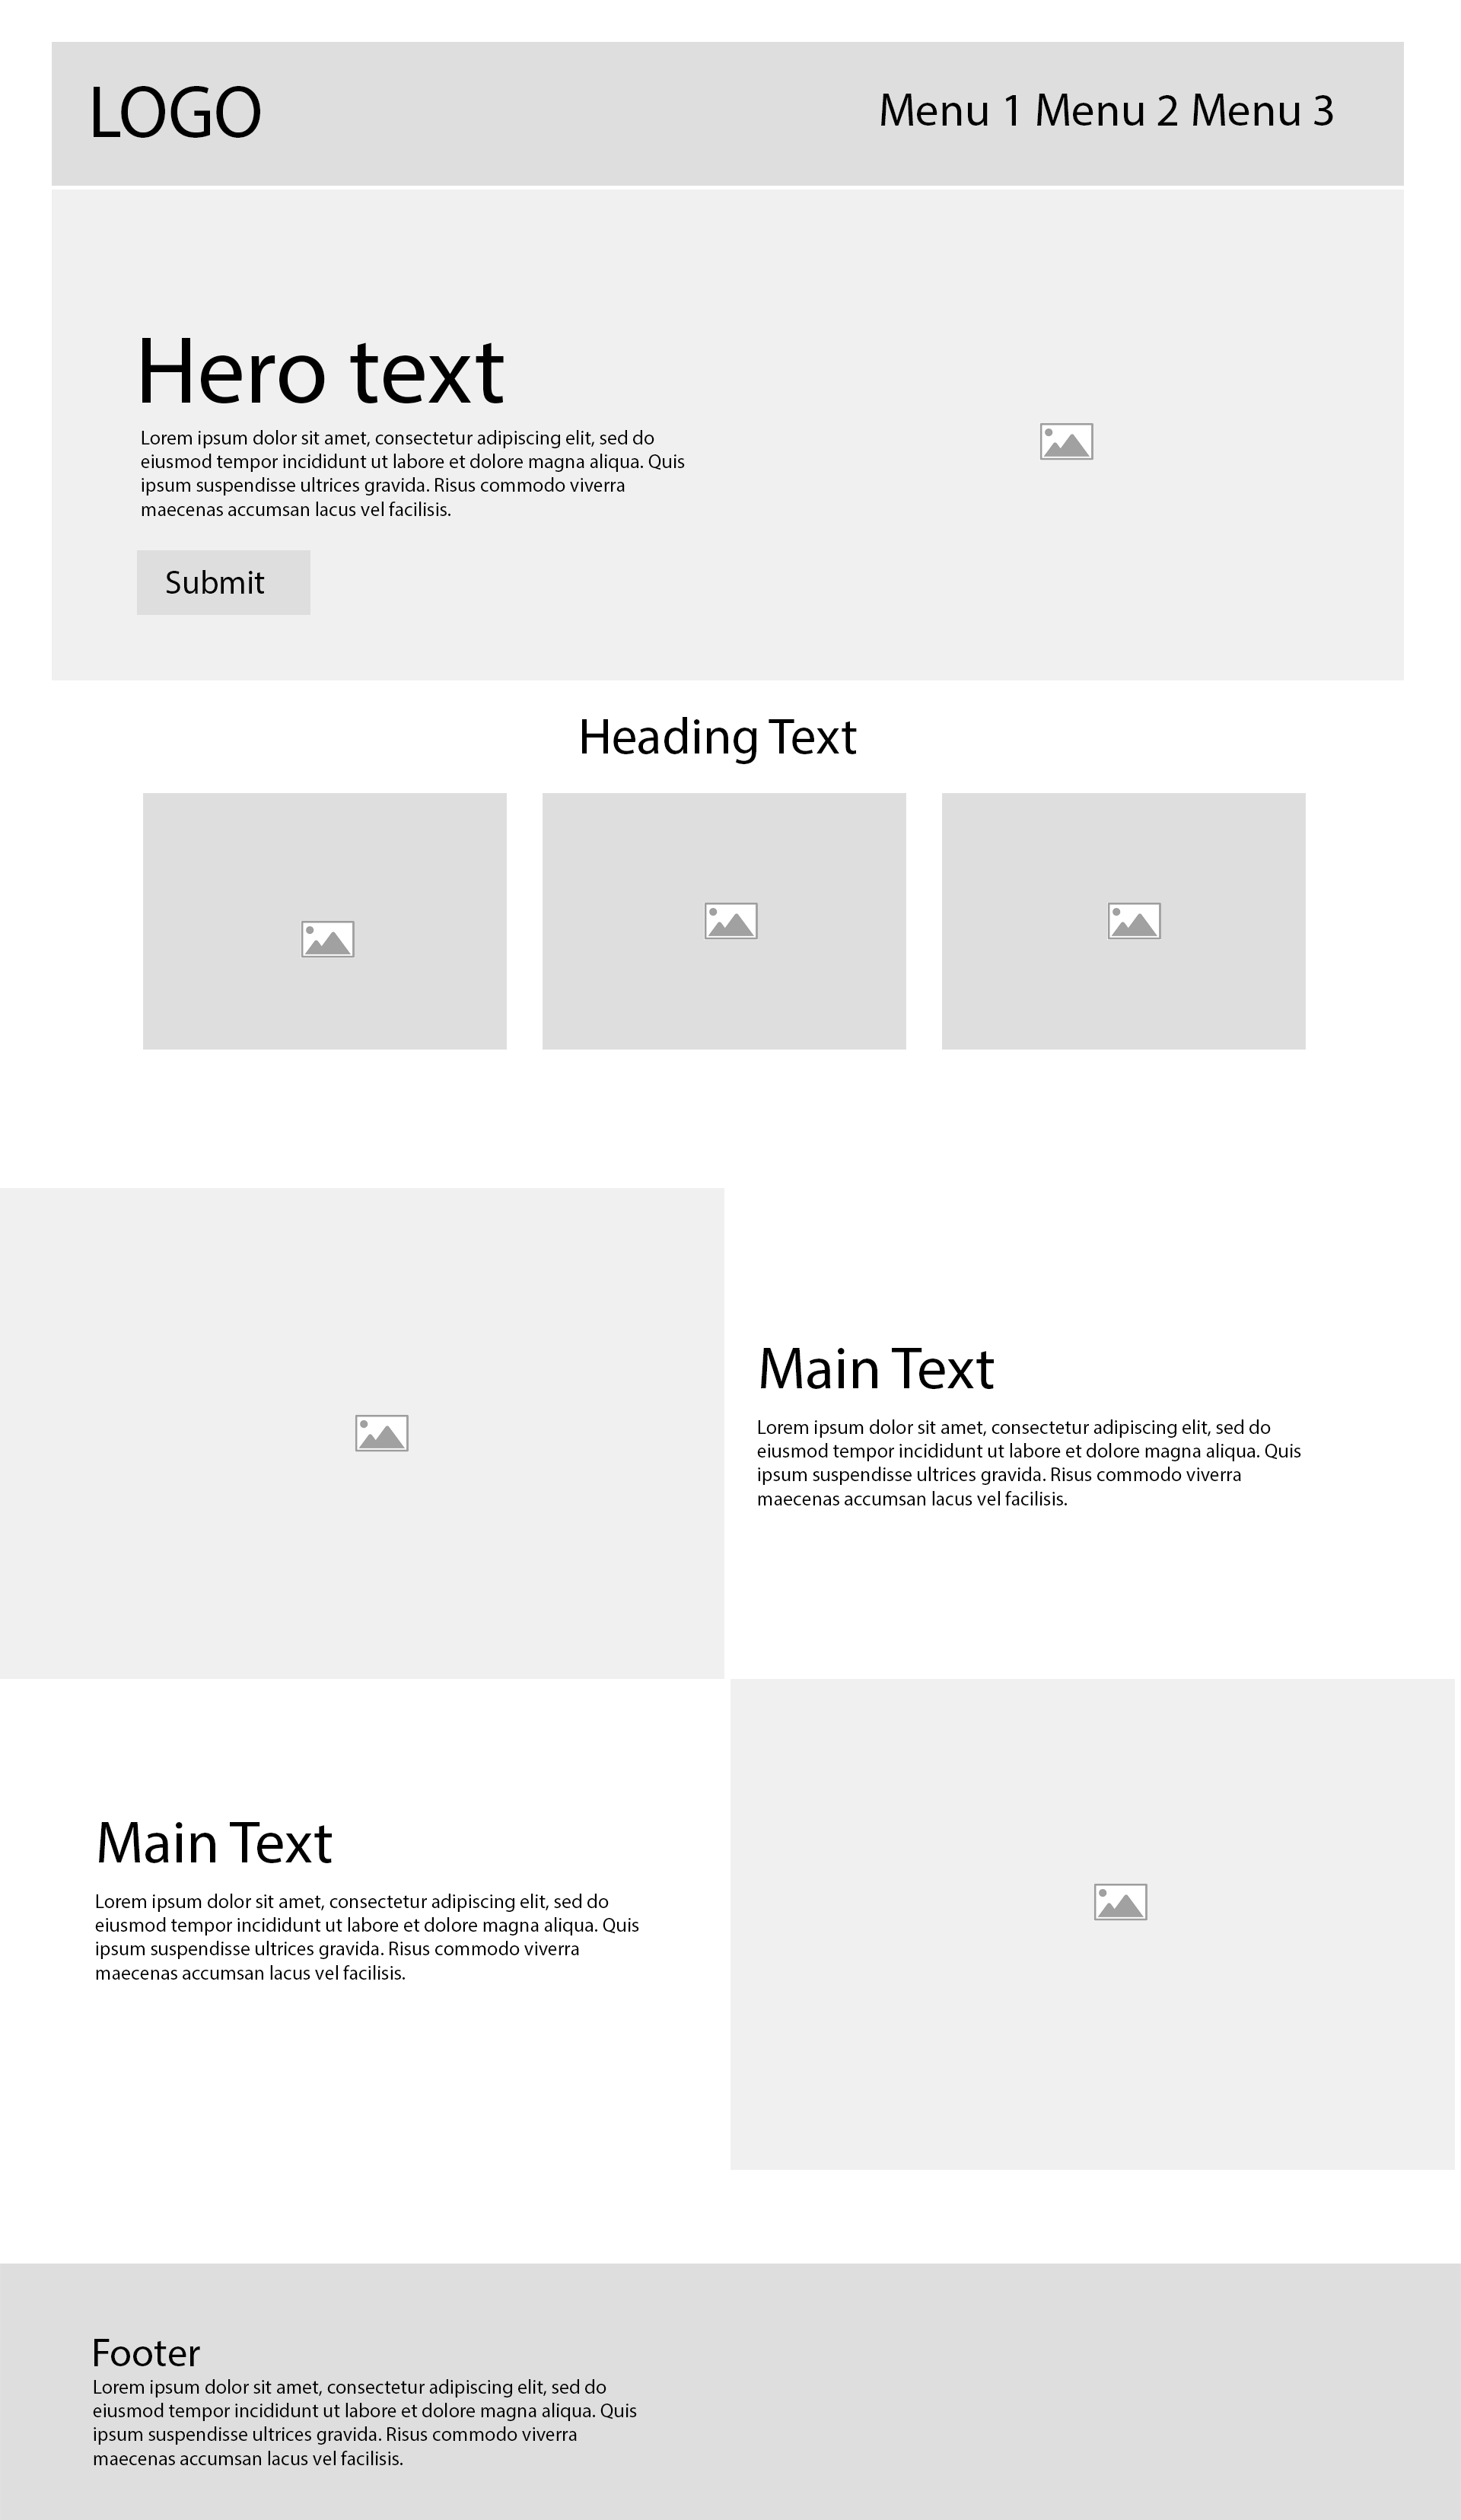 LOGO
Menu 1 Menu 2 Menu 3
Hero text
Lorem ipsum dolor sit amet, consectetur adipiscing elit, sed do
eiusmod tempor incididunt ut labore et dolore magna aliqua. Quis
ipsum suspendisse ultrices gravida. Risus commodo viverra
maecenas accumsan lacus vel facilisis.
Submit
Heading Text
Main Text
Lorem ipsum dolor sit amet, consectetur adipiscing elit, sed do
eiusmod tempor incididunt ut labore et dolore magna aliqua. Quis
ipsum suspendisse ultrices gravida. Risus commodo viverra
maecenas accumsan lacus vel facilisis.
Main Text
Lorem ipsum dolor sit amet, consectetur adipiscing elit, sed do
eiusmod tempor incididunt ut labore et dolore magna aliqua. Quis
ipsum suspendisse ultrices gravida. Risus commodo viverra
maecenas accumsan lacus vel facilisis.
Footer
Lorem ipsum dolor sit amet, consectetur adipiscing elit, sed do
eiusmod tempor incididunt ut labore et dolore magna aliqua. Quis
ipsum suspendisse ultrices gravida. Risus commodo viverra
maecenas accumsan lacus vel facilisis.